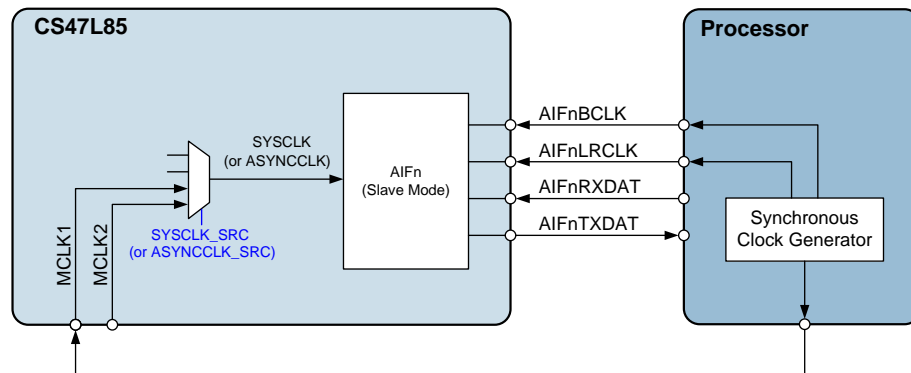 CS47L85
Processor
AIFnBCLK
SYSCLK
(or ASYNCCLK)
AIFnLRCLK
AIFn
(Slave Mode)
AIFnRXDAT
AIFnTXDAT
Synchronous
Clock Generator
SYSCLK_SRC
(or ASYNCCLK_SRC)
MCLK1
MCLK2